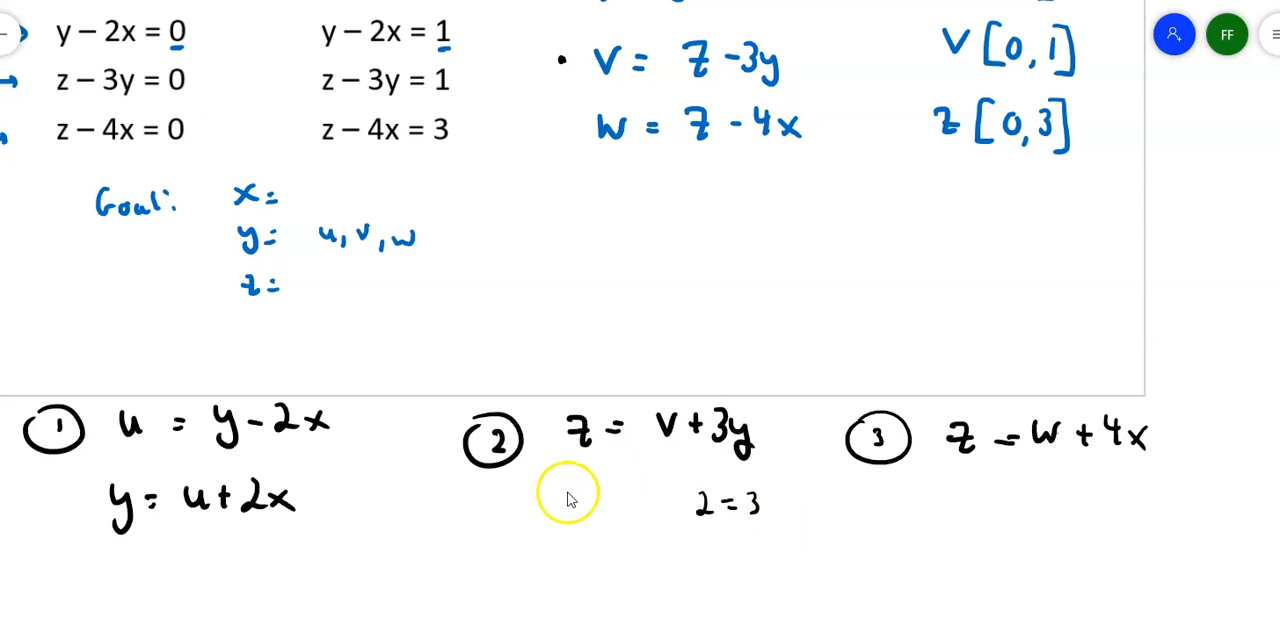 y – 2x = 0 y – 2x = 1
z – 3y = 0 z – 3y = 1
z – 4x = 0 z – 4x = 3
· v = z - 3y v [0, 1]
w = z - 4x z [0, 3]
Goal: x =
y = u, v, w
z =
FF
① u = y - 2x
y = u + 2x
② z = v + 3y
2 = 3
③ z = w + 4x